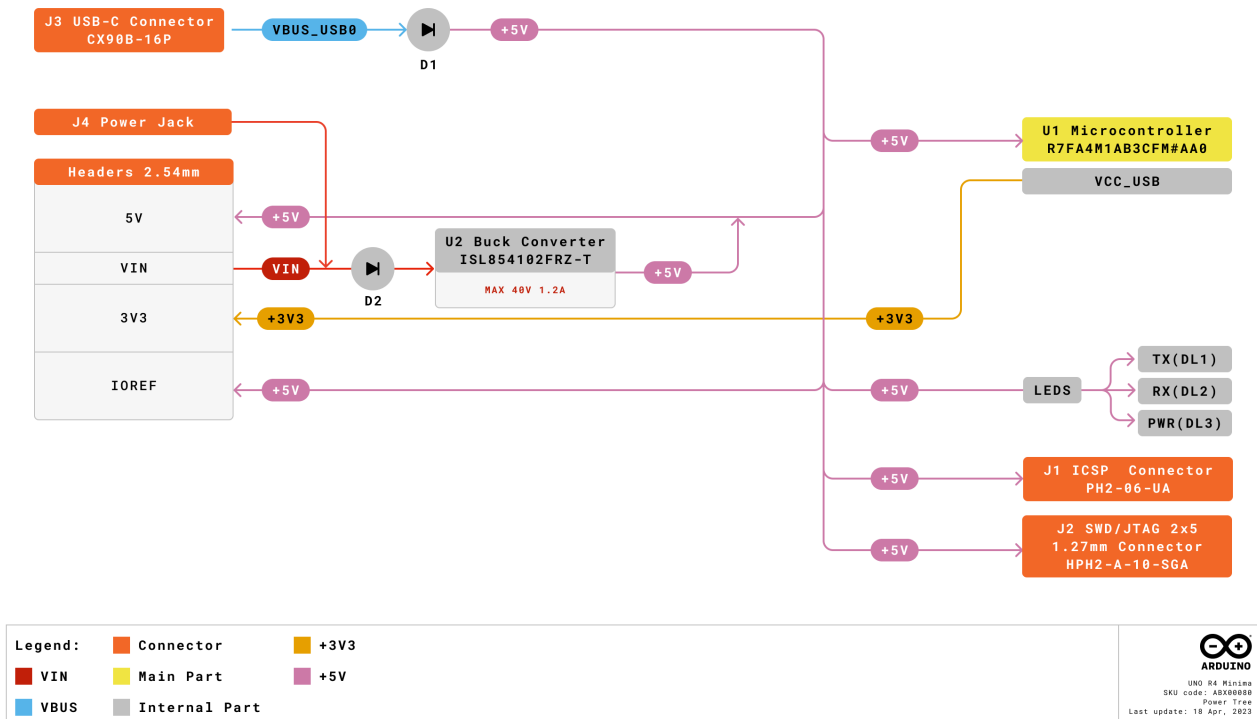 J3 USB-C Connector
CX90B-16P
VBUS_USB0
D1
+5V
J4 Power Jack
Headers 2.54mm
5V
+5V
VIN
VIN
D2
U2 Buck Converter
ISL854102FRZ-T
MAX 40V 1.2A
+5V
3V3
+3V3
+3V3
IOREF
+5V
+5V
U1 Microcontroller
R7FA4M1AB3CFM#AA0
VCC_USB
+5V
LEDS
TX(DL1)
RX(DL2)
PWR(DL3)
+5V
J1 ICSP  Connector
PH2-06-UA
+5V
J2 SWD/JTAG 2x5
1.27mm Connector
HPH2-A-10-SGA
Legend:
VIN
VBUS
Connector
Main Part
Internal Part
+3V3
+5V
ARDUINO
UNO R4 Minima
SKU code: ABX00080
Power Tree
Last update: 18 Apr, 2023